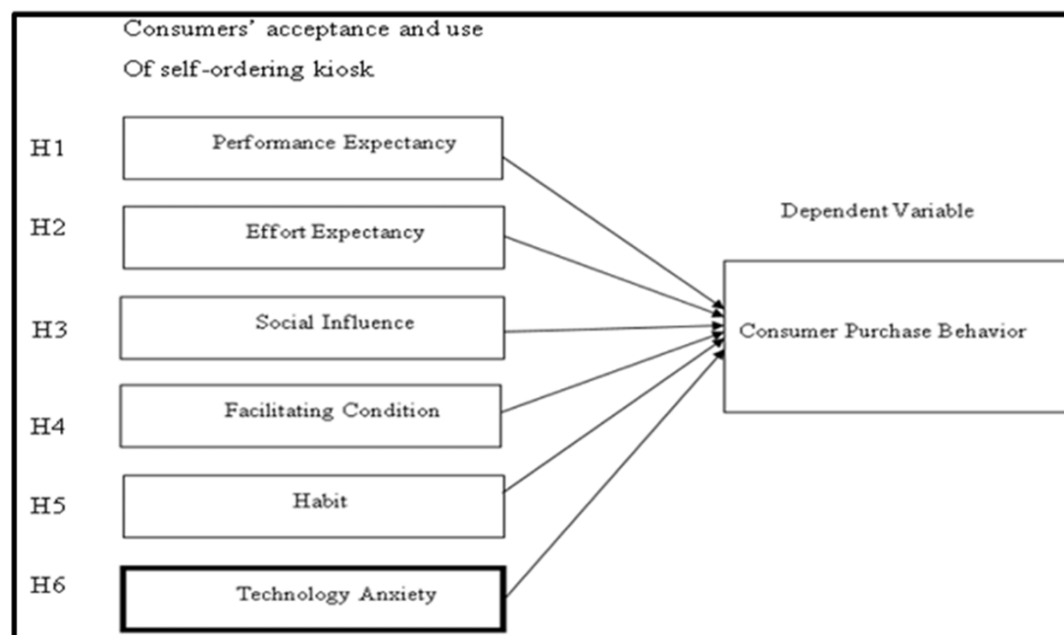 Consumers' acceptance and use
Of self-ordering kiosk
H1
Performance Expectancy
H2
Effort Expectancy
Dependent Variable
H3
Social Influence
Consumer Purchase Behavior
H4
Facilitating Condition
H5
Habit
H6
Technology Anxiety